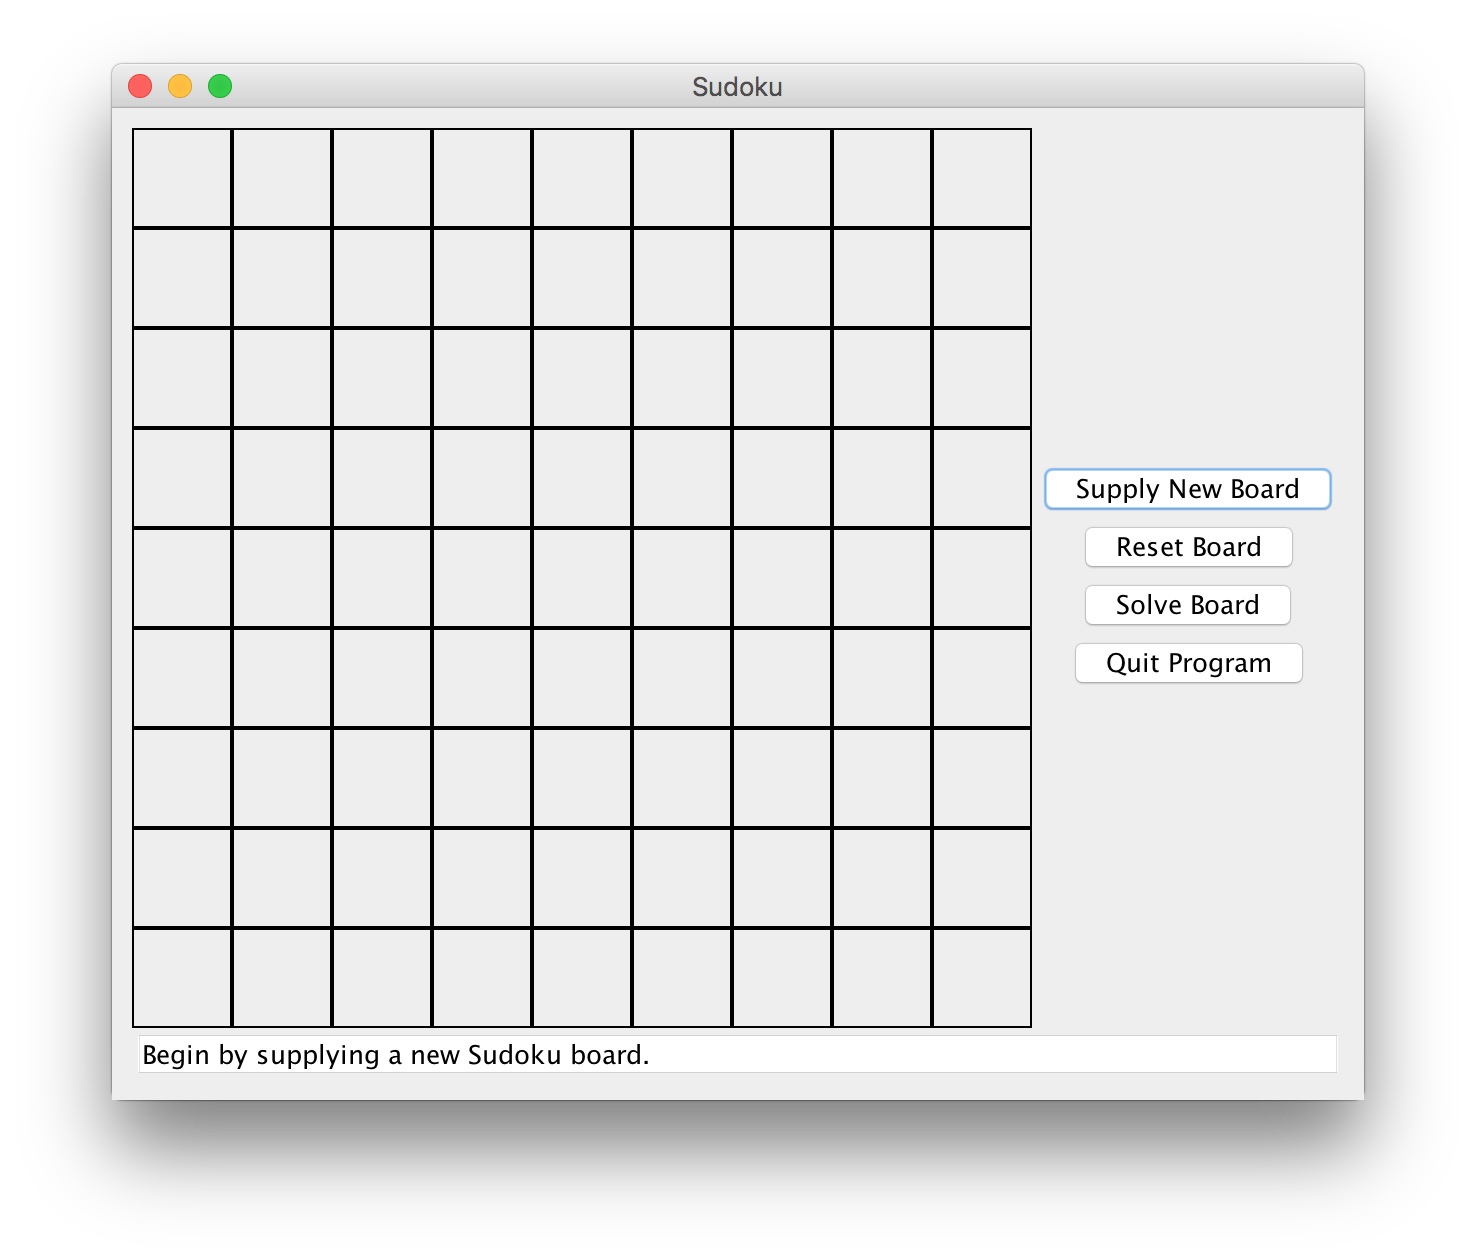 Sudoku
Supply New Board
Reset Board
Solve Board
Quit Program
Begin by supplying a new Sudoku board.